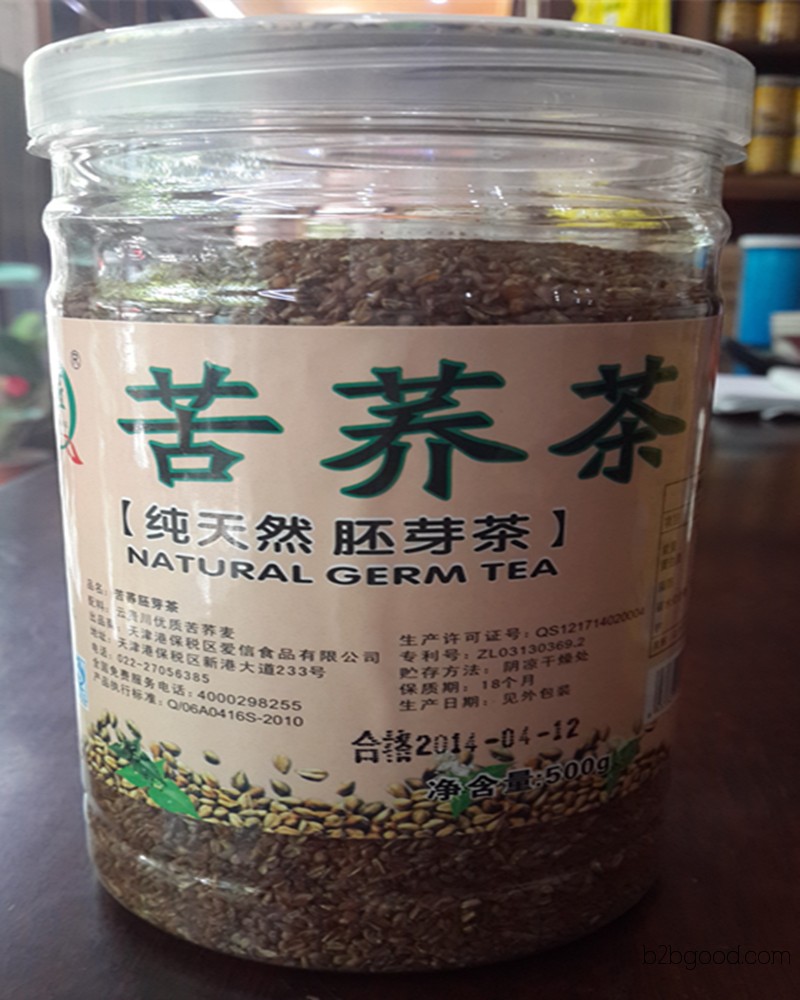 ®
苦荞茶
【纯天然 胚芽茶】
NATURAL GERM TEA
品名：苦荞胚芽茶
配料：云贵川优质苦荞麦
出品商：天津港保税区爱信食品有限公司
地址：天津港保税区新港大道233号
电话：022-27056385
全国免费服务电话：4000298255
产品执行标准：Q/06A0416S-2010
生产许可证号：QS121714020004
专利号：ZL03130369.2
贮存方法：阴凉干燥处
保质期：18个月
生产日期：见外包装
合格2014-04-12
净含量:500g
b2bgood.com